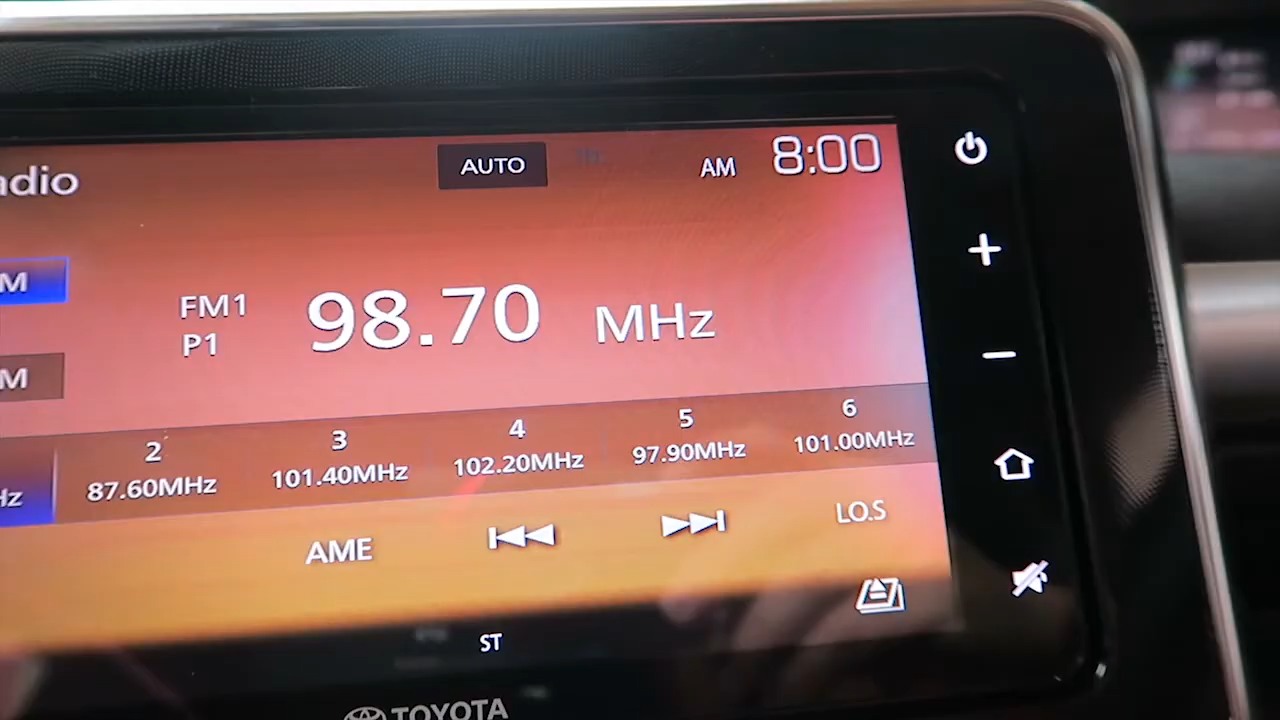 adio
AUTO
AM 8:00
M
FM1
P1
98.70 MHz
M
Hz
2
87.60MHz
3
101.40MHz
4
102.20MHz
5
97.90MHz
6
101.00MHz
AME
LO.S
ST
TOYOTA